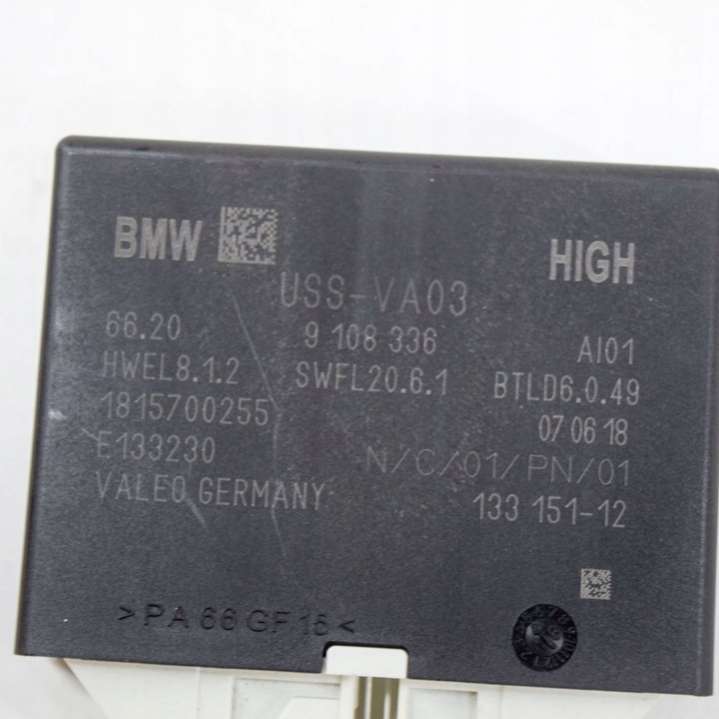 BMW HIGH
USS-VA03
66.20 9 108 336 AI01
HWEL8.1.2 SWFL20.6.1 BTLD6.0.49
1815700255 07 06 18
E133230 N/C/01/PN/01
VALEO GERMANY 133 151-12
>PA 66 GF 15<